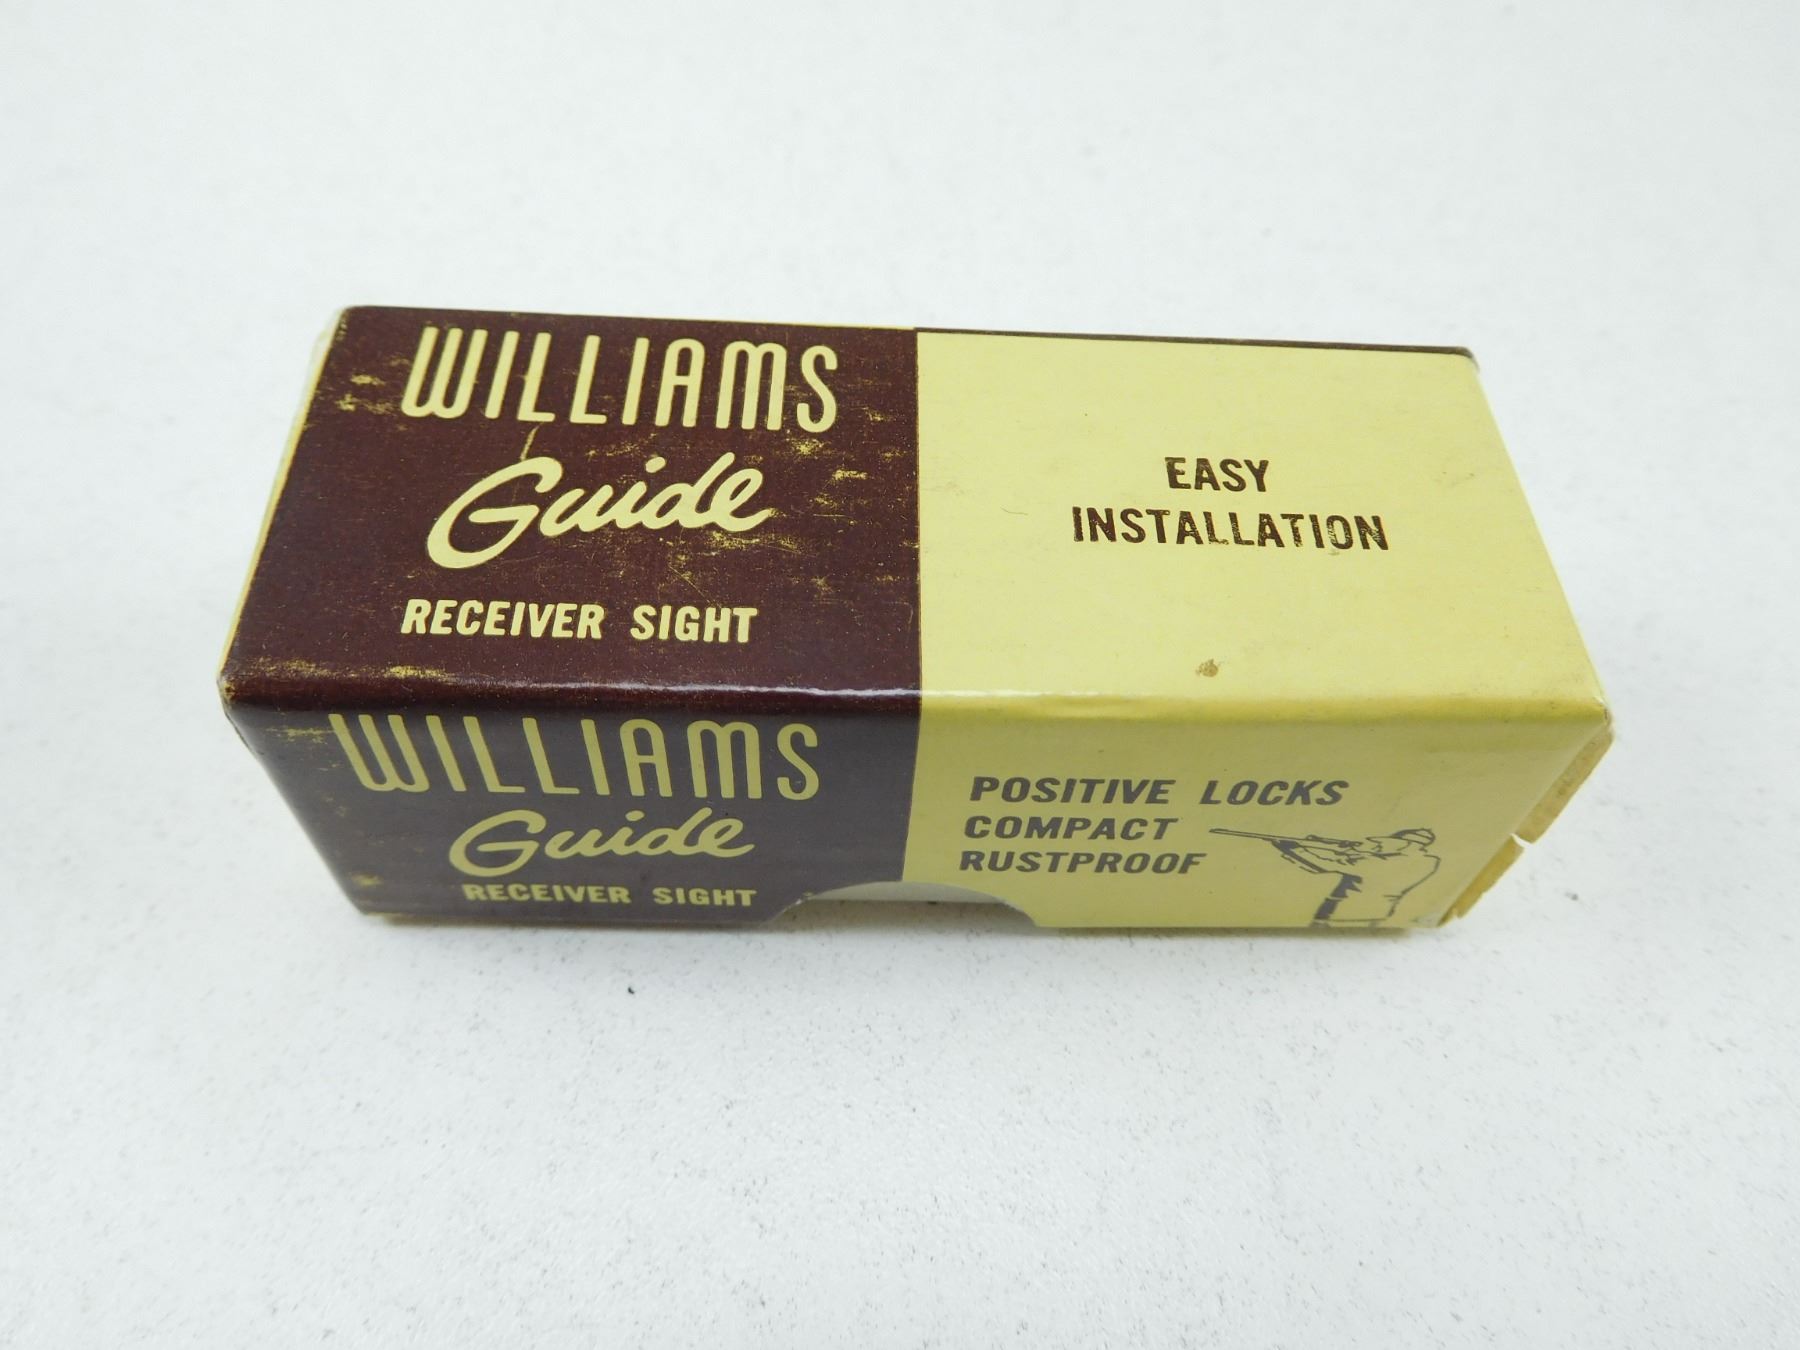 WILLIAMS
Guide
RECEIVER SIGHT
EASY
INSTALLATION
WILLIAMS
Guide
RECEIVER SIGHT
POSITIVE LOCKS
COMPACT
RUSTPROOF